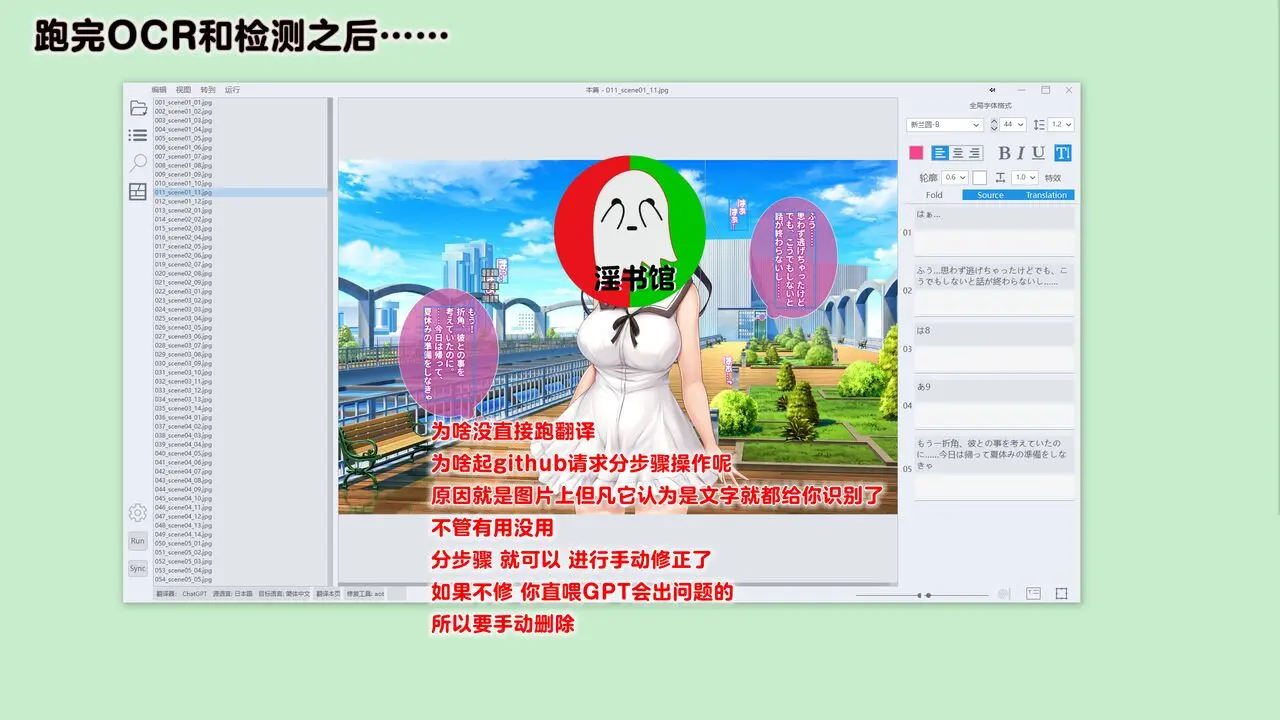 跑完OCR和检测之后……
编辑 视图 转到 运行
本篇 - 011_scene01_11.jpg
001_scene01_01.jpg
002_scene01_02.jpg
003_scene01_03.jpg
004_scene01_04.jpg
005_scene01_05.jpg
006_scene01_06.jpg
007_scene01_07.jpg
008_scene01_08.jpg
009_scene01_09.jpg
010_scene01_10.jpg
011_scene01_11.jpg
012_scene01_12.jpg
013_scene02_01.jpg
014_scene02_02.jpg
015_scene02_03.jpg
016_scene02_04.jpg
017_scene02_05.jpg
018_scene02_06.jpg
019_scene02_07.jpg
020_scene02_08.jpg
021_scene02_09.jpg
022_scene03_01.jpg
023_scene03_02.jpg
024_scene03_03.jpg
025_scene03_04.jpg
026_scene03_05.jpg
027_scene03_06.jpg
028_scene03_07.jpg
029_scene03_08.jpg
030_scene03_09.jpg
031_scene03_10.jpg
032_scene03_11.jpg
033_scene03_12.jpg
034_scene03_13.jpg
035_scene03_14.jpg
036_scene04_01.jpg
037_scene04_02.jpg
038_scene04_03.jpg
039_scene04_04.jpg
040_scene04_05.jpg
041_scene04_06.jpg
042_scene04_07.jpg
043_scene04_08.jpg
044_scene04_09.jpg
045_scene04_10.jpg
046_scene04_11.jpg
047_scene04_12.jpg
048_scene04_13.jpg
049_scene04_14.jpg
050_scene05_01.jpg
051_scene05_02.jpg
052_scene05_03.jpg
053_scene05_04.jpg
054_scene05_05.jpg
Run
Sync
翻译器: ChatGPT 源语言: 日本語 目标语言: 简体中文 翻译本页 修复工具: aot
淫书馆
はぁ
はぁ…
ふう……
思わず逃げちゃったけど
でも、こうでもしないと
話が終わらないし……
もう！
折角、彼との事を
考えていたのに。
……今日は帰って、
夏休みの準備をしなきゃ
为啥没直接跑翻译
为啥起github请求分步骤操作呢
原因就是图片上但凡它认为是文字就都给你识别了
不管有用没用
分步骤 就可以 进行手动修正了
如果不修 你直喂GPT会出问题的
所以要手动删除
全局字体格式
新兰圆-B 44 1.2
B I U T
轮廓 0.6 1.0 特效
Fold Source Translation
01
はぁ…
02
ふう…思わず逃げちゃったけどでも、こ
うでもしないと話が終わらないし……
03
は8
04
あ9
05
もう一折角、彼との事を考えていたの
に……今日は帰って夏休みの準備をしな
きゃ